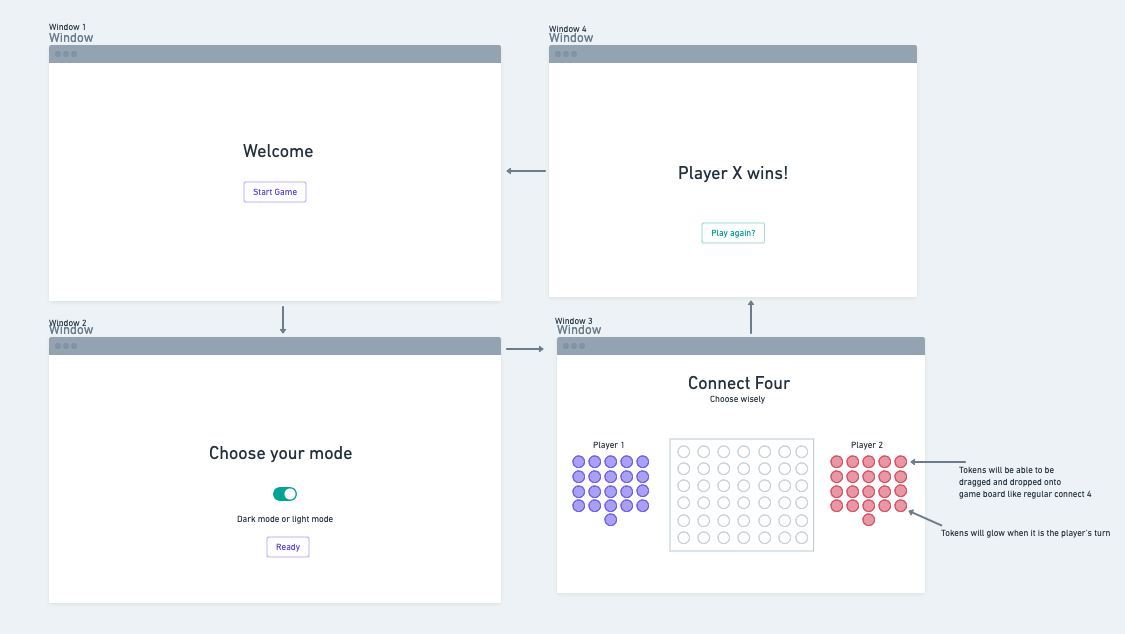 Window 1
Window
Welcome
Start Game
Window 4
Window
Player X wins!
Play again?
Window 2
Window
Choose your mode
Dark mode or light mode
Ready
Window 3
Window
Connect Four
Choose wisely
Player 1
Player 2
Tokens will be able to be
dragged and dropped onto
game board like regular connect 4
Tokens will glow when it is the player's turn